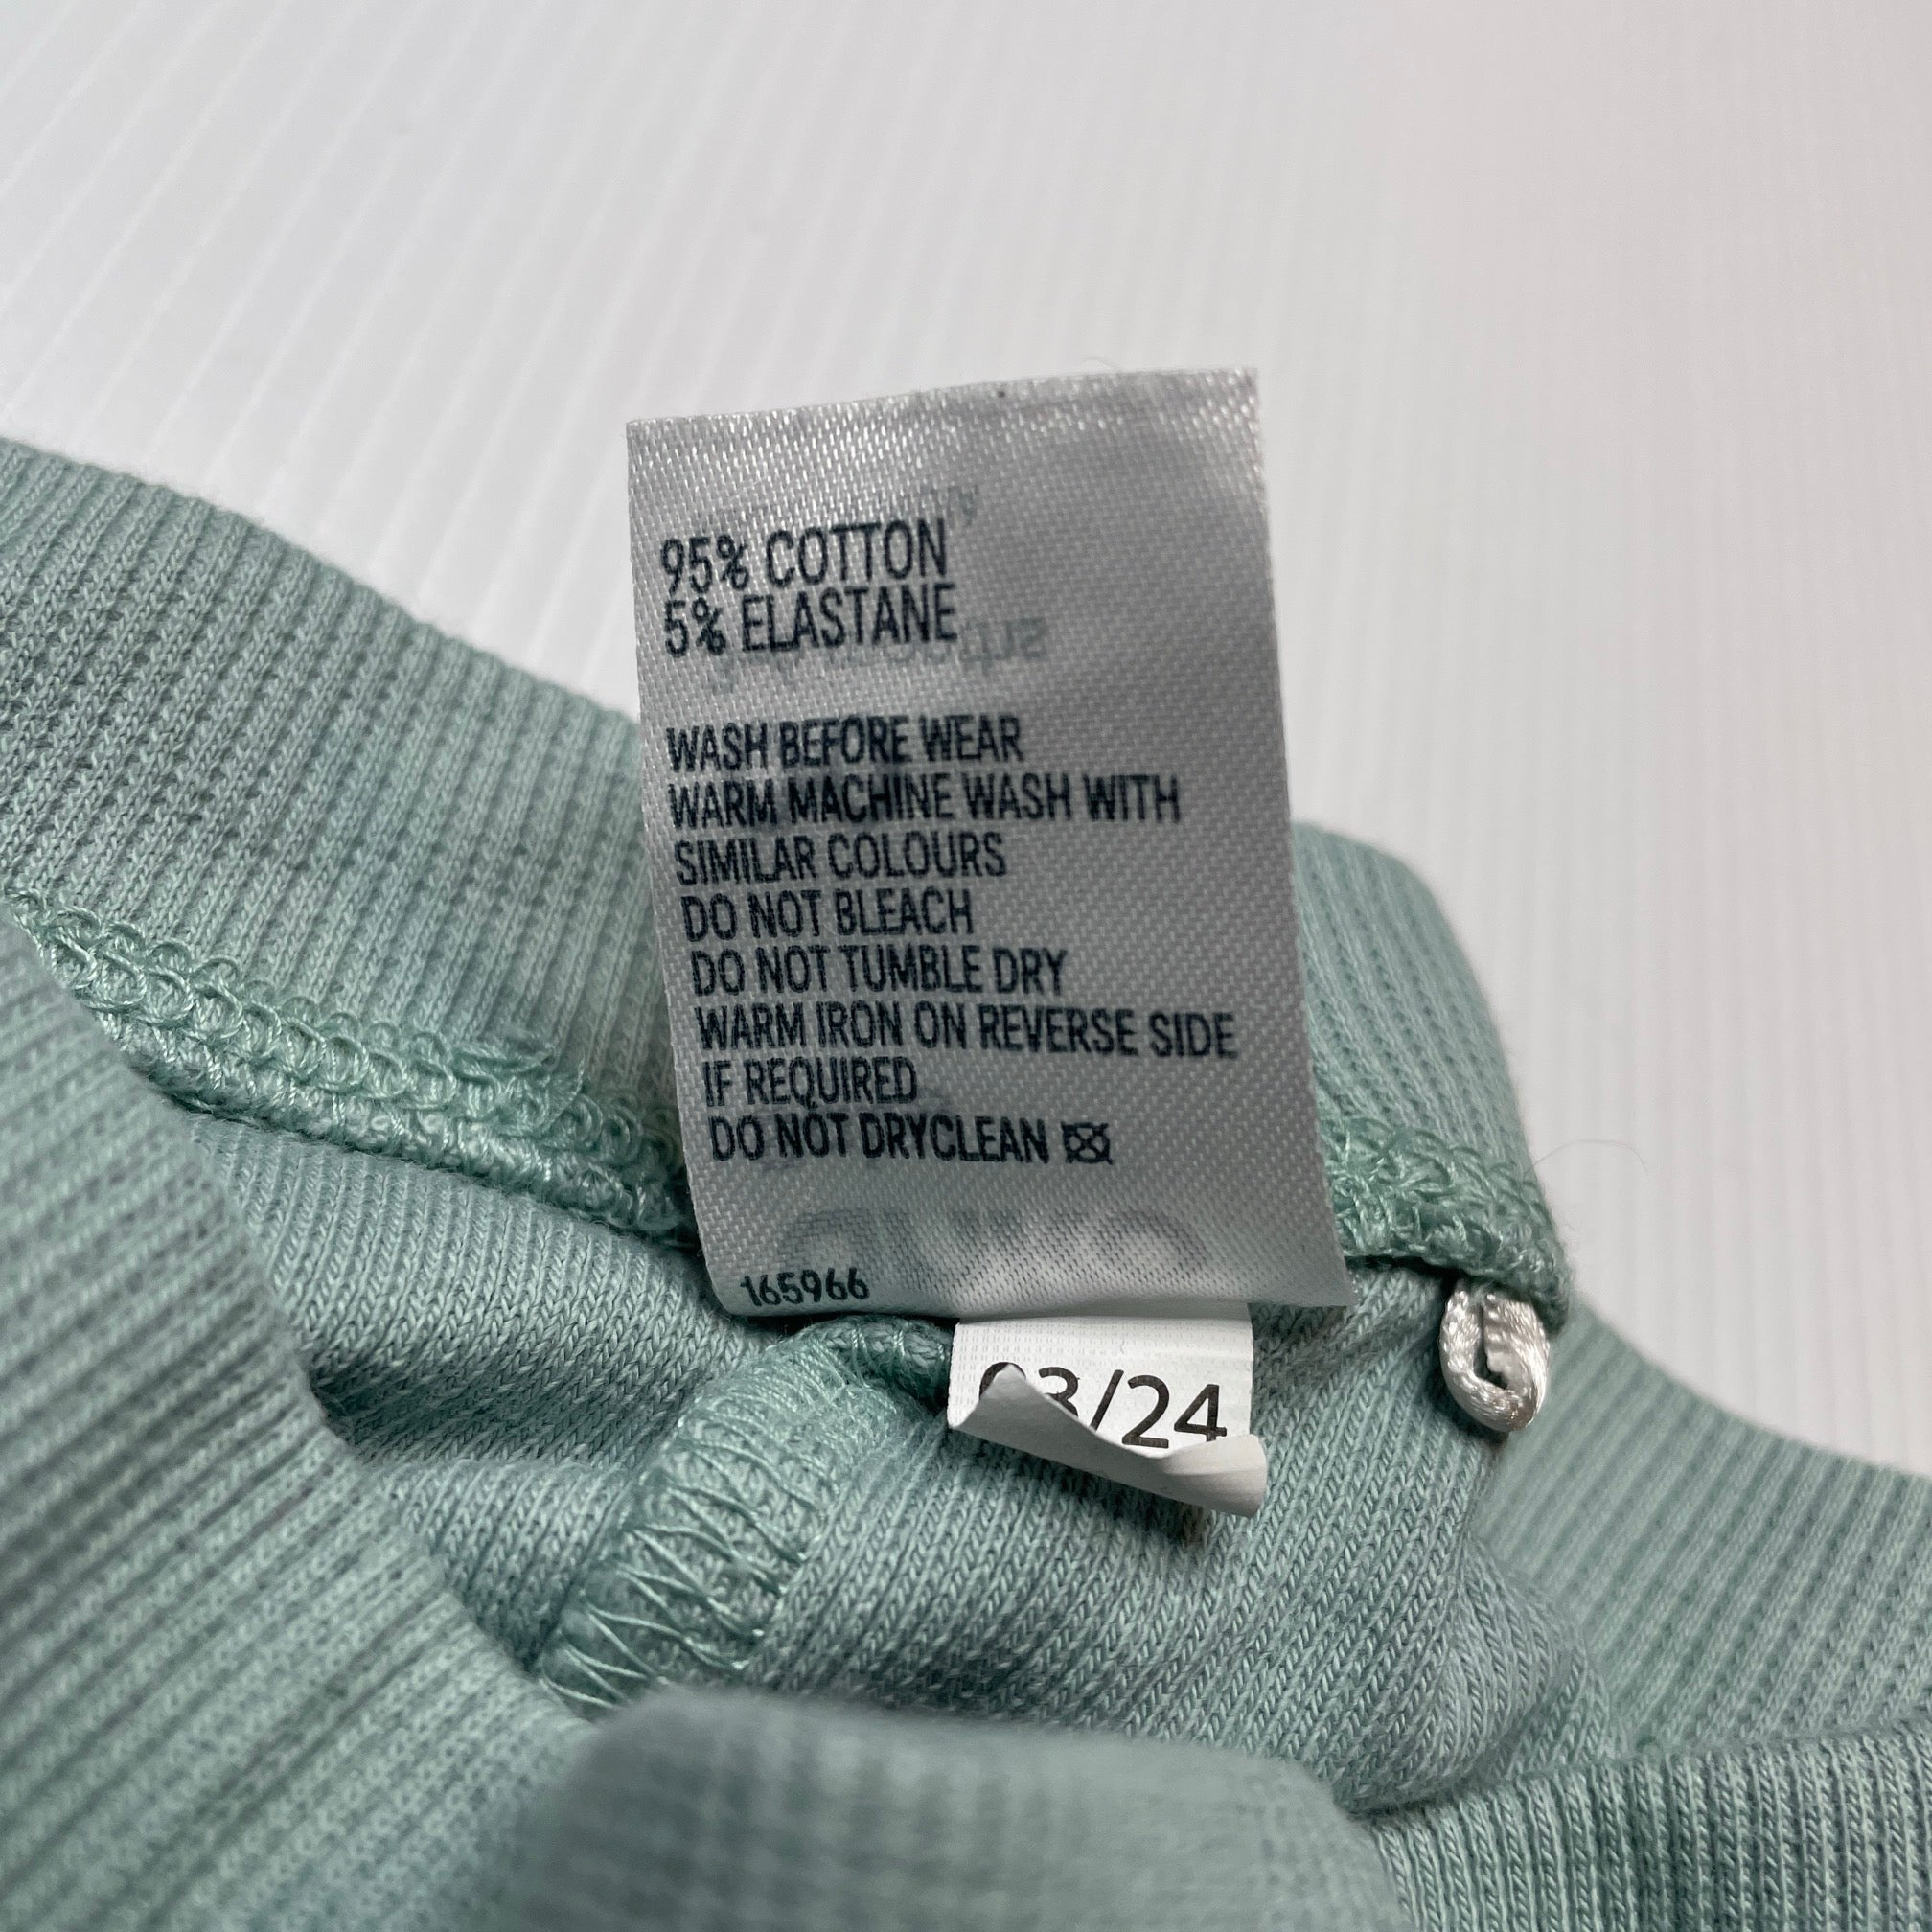 95% COTTON
5% ELASTANE
WASH BEFORE WEAR
WARM MACHINE WASH WITH
SIMILAR COLOURS
DO NOT BLEACH
DO NOT TUMBLE DRY
WARM IRON ON REVERSE SIDE
IF REQUIRED
DO NOT DRYCLEAN
165966
03/24